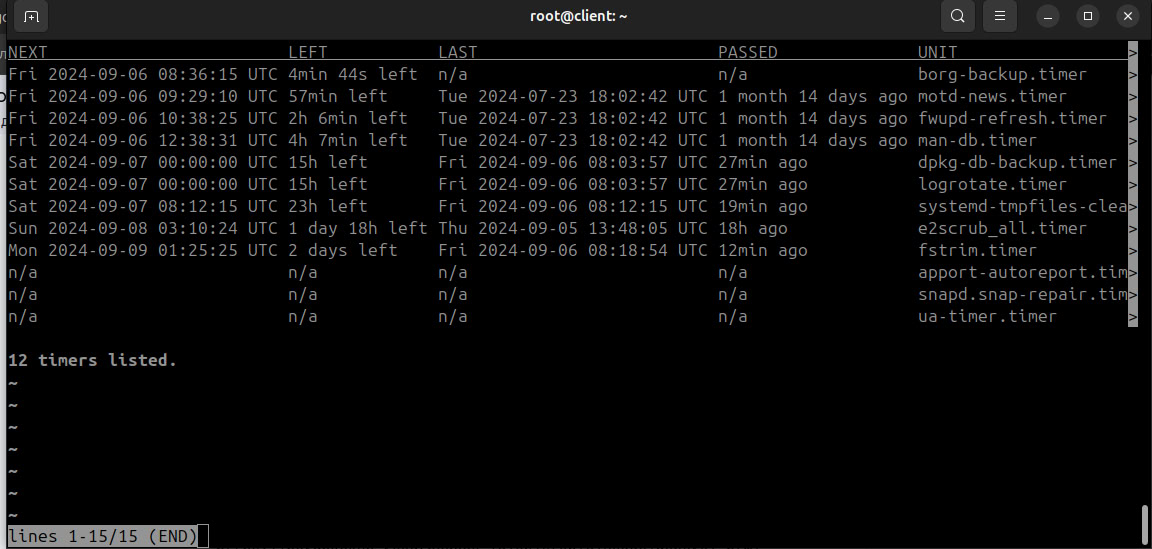 root@client: ~
NEXT LEFT LAST PASSED UNIT >
Fri 2024-09-06 08:36:15 UTC 4min 44s left n/a n/a borg-backup.timer >
Fri 2024-09-06 09:29:10 UTC 57min left Tue 2024-07-23 18:02:42 UTC 1 month 14 days ago motd-news.timer >
Fri 2024-09-06 10:38:25 UTC 2h 6min left Tue 2024-07-23 18:02:42 UTC 1 month 14 days ago fwupd-refresh.timer >
Fri 2024-09-06 12:38:31 UTC 4h 7min left Tue 2024-07-23 18:02:42 UTC 1 month 14 days ago man-db.timer >
Sat 2024-09-07 00:00:00 UTC 15h left Fri 2024-09-06 08:03:57 UTC 27min ago dpkg-db-backup.timer >
Sat 2024-09-07 00:00:00 UTC 15h left Fri 2024-09-06 08:03:57 UTC 27min ago logrotate.timer >
Sat 2024-09-07 08:12:15 UTC 23h left Fri 2024-09-06 08:12:15 UTC 19min ago systemd-tmpfiles-clea>
Sun 2024-09-08 03:10:24 UTC 1 day 18h left Thu 2024-09-05 13:48:05 UTC 18h ago e2scrub_all.timer >
Mon 2024-09-09 01:25:25 UTC 2 days left Fri 2024-09-06 08:18:54 UTC 12min ago fstrim.timer >
n/a n/a n/a n/a apport-autoreport.tim>
n/a n/a n/a n/a snapd.snap-repair.tim>
n/a n/a n/a n/a ua-timer.timer >
12 timers listed.
~
~
~
~
~
~
~
lines 1-15/15 (END)